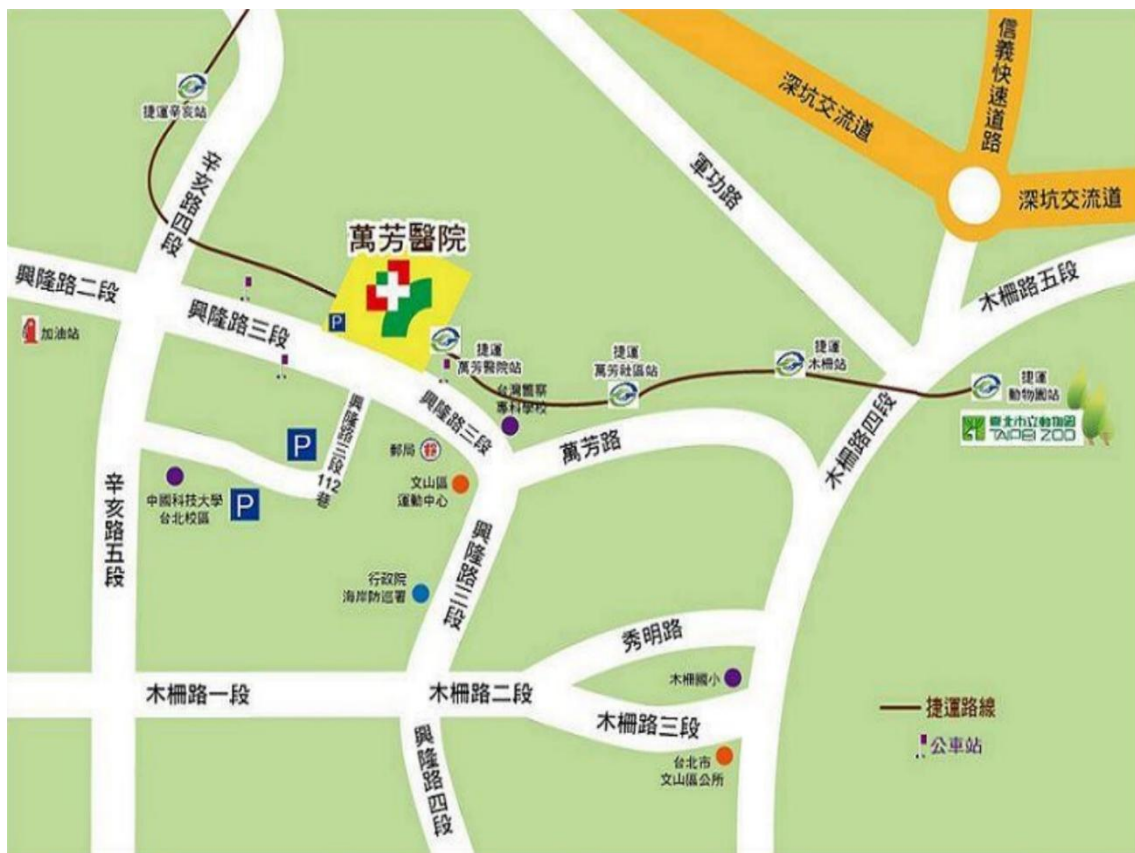 信義快速道路
深坑交流道
捷運辛亥站
辛亥路四段
軍功路
深坑交流道
萬芳醫院
興隆路二段
木柵路五段
加油站
興隆路三段
P
捷運
萬芳醫院站
捷運
萬芳社區站
捷運
木柵站
捷運
動物園站
臺北市立動物園
TAIPEI ZOO
台灣警察
專科學校
興隆路三段
興隆路三段112巷
萬芳路
木柵路四段
郵局
P
文山區
運動中心
中國科技大學
台北校區
P
辛亥路五段
興隆路三段
行政院
海岸防巡署
秀明路
木柵國小
木柵路一段
木柵路二段
木柵路三段
捷運路線
公車站
興隆路四段
台北市
文山區公所